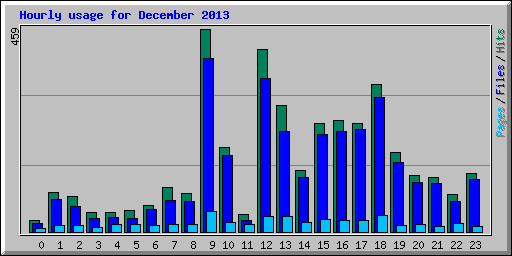 Hourly usage for December 2013
459
Pages / Files / Hits
0 1 2 3 4 5 6 7 8 9 10 11 12 13 14 15 16 17 18 19 20 21 22 23